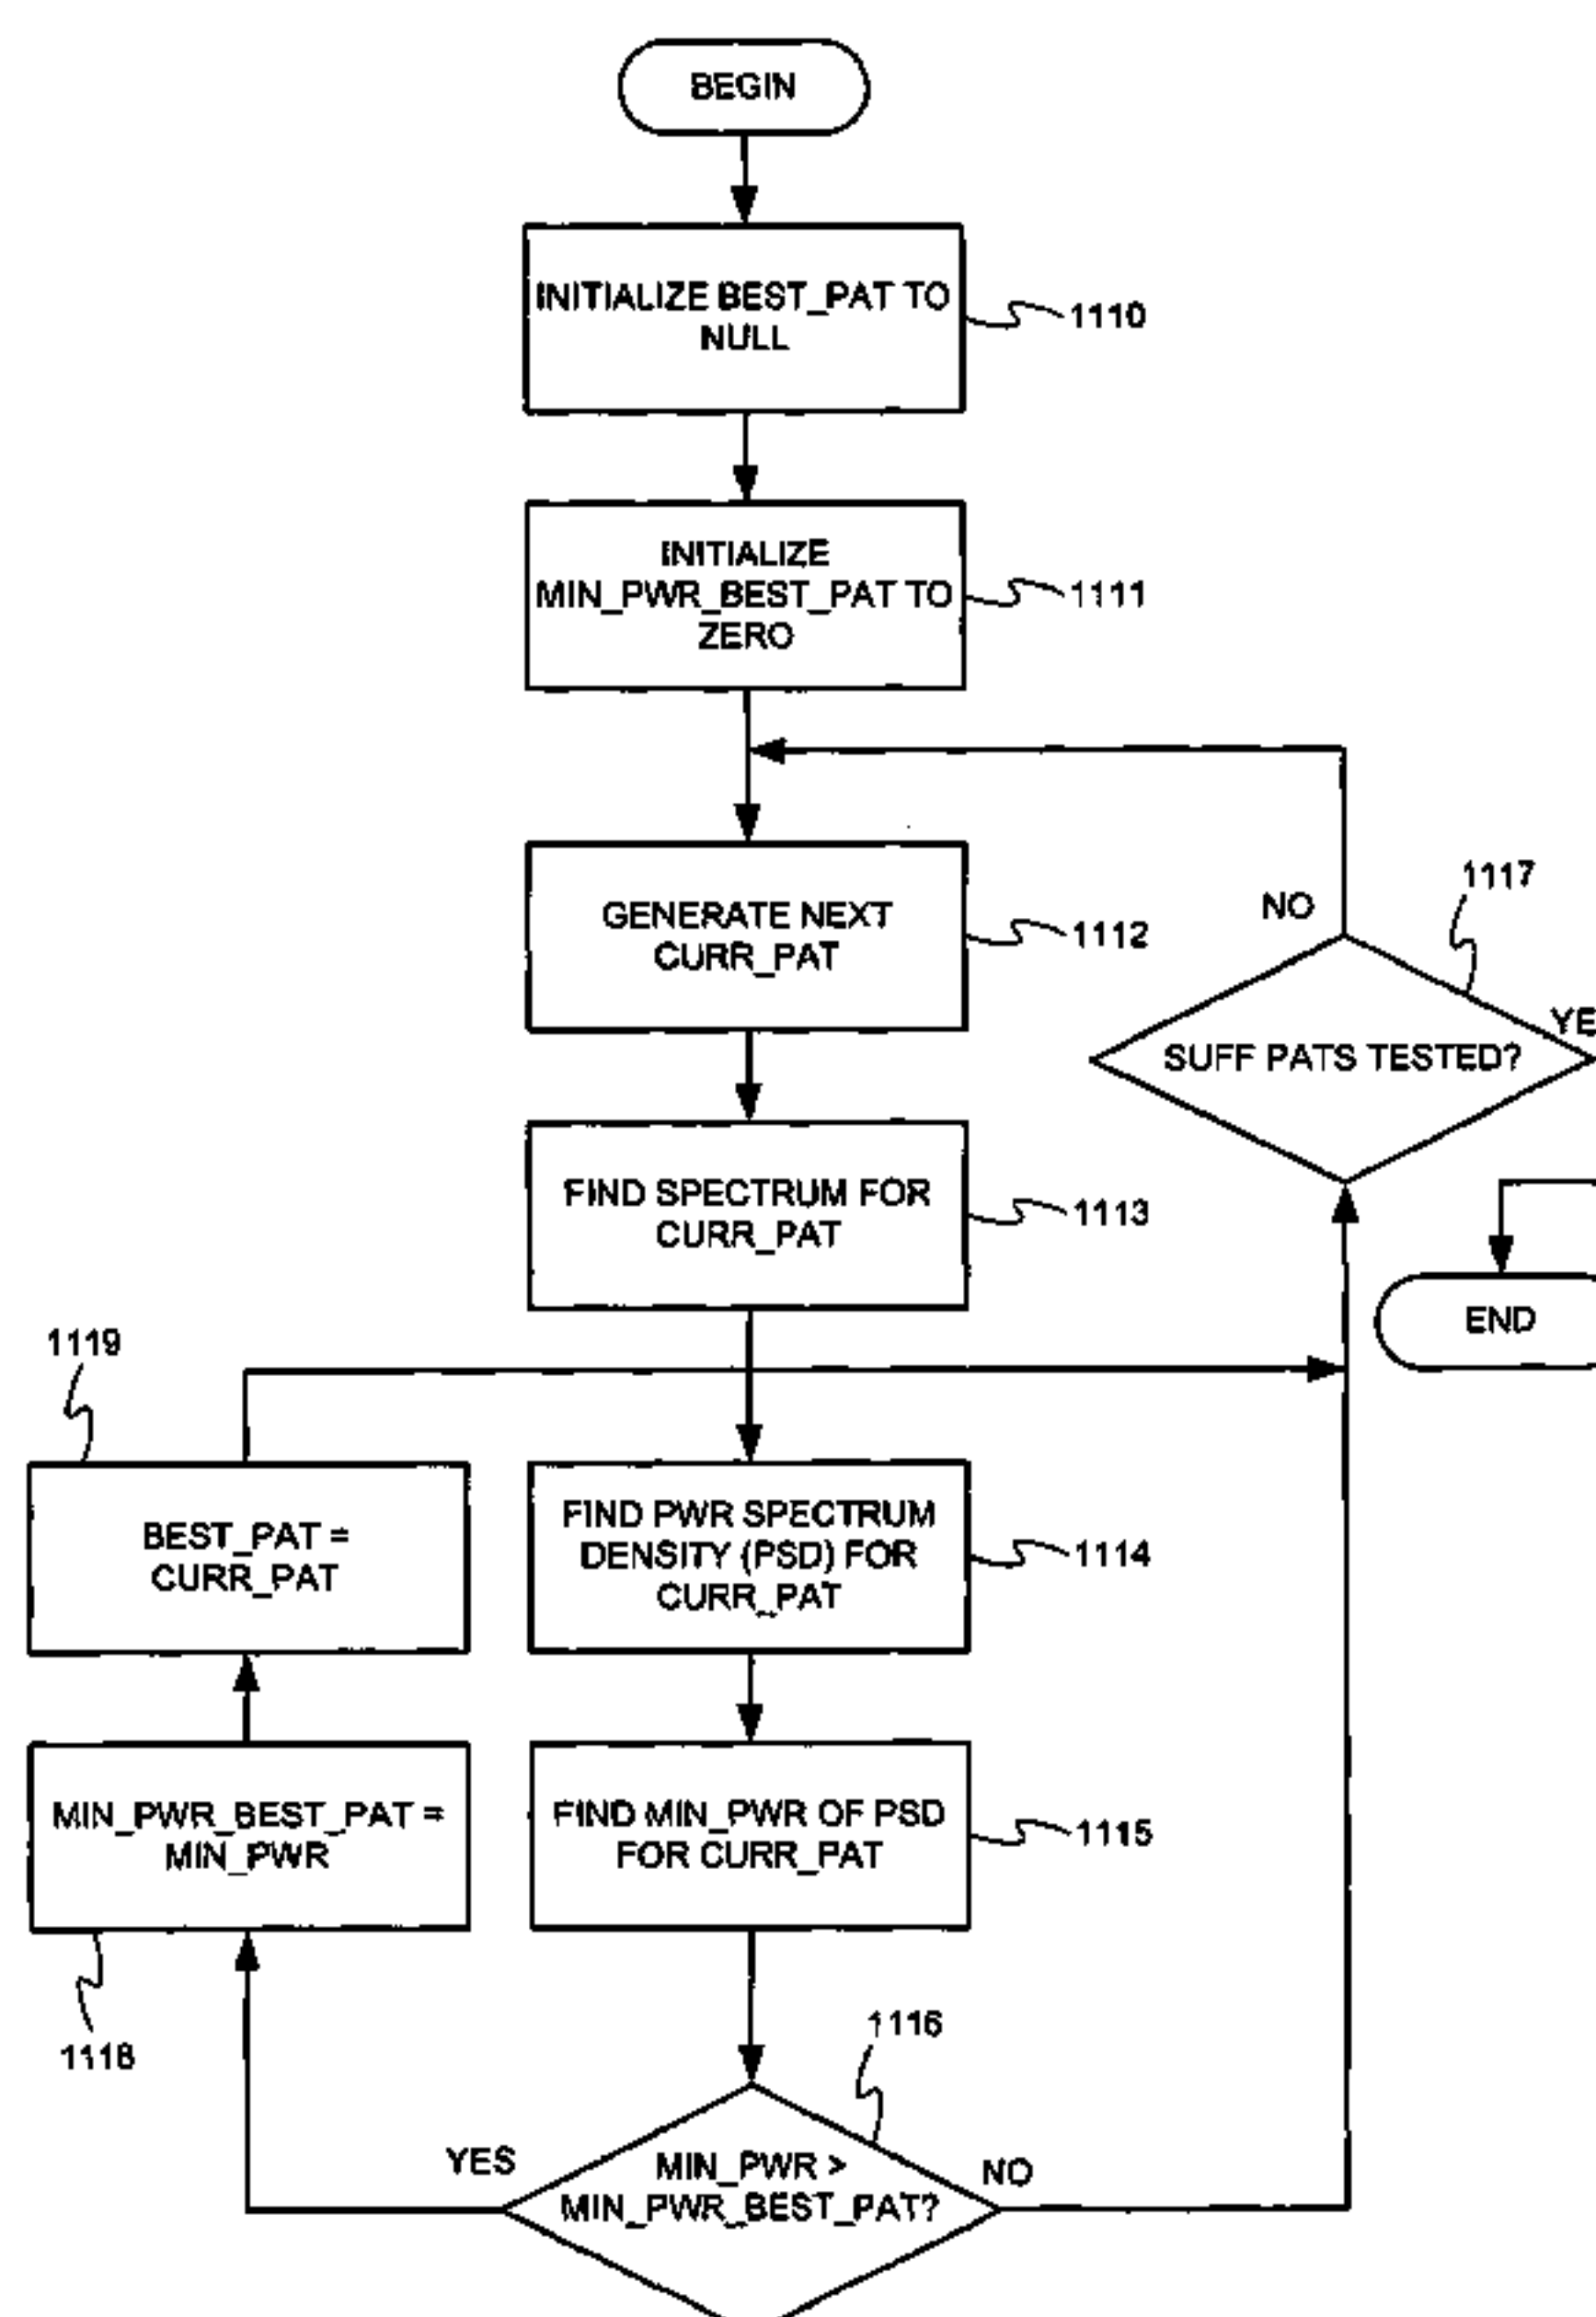 BEGIN
INITIALIZE BEST_PAT TO
NULL
1110
INITIALIZE
MIN_PWR_BEST_PAT TO
ZERO
1111
GENERATE NEXT
CURR_PAT
1112
NO
1117
YE
SUFF PATS TESTED?
FIND SPECTRUM FOR
CURR_PAT
1113
END
1119
BEST_PAT =
CURR_PAT
FIND PWR SPECTRUM
DENSITY (PSD) FOR
CURR_PAT
1114
MIN_PWR_BEST_PAT =
MIN_PWR
1118
FIND MIN_PWR OF PSD
FOR CURR_PAT
1115
1116
YES
MIN_PWR >
MIN_PWR_BEST_PAT?
NO